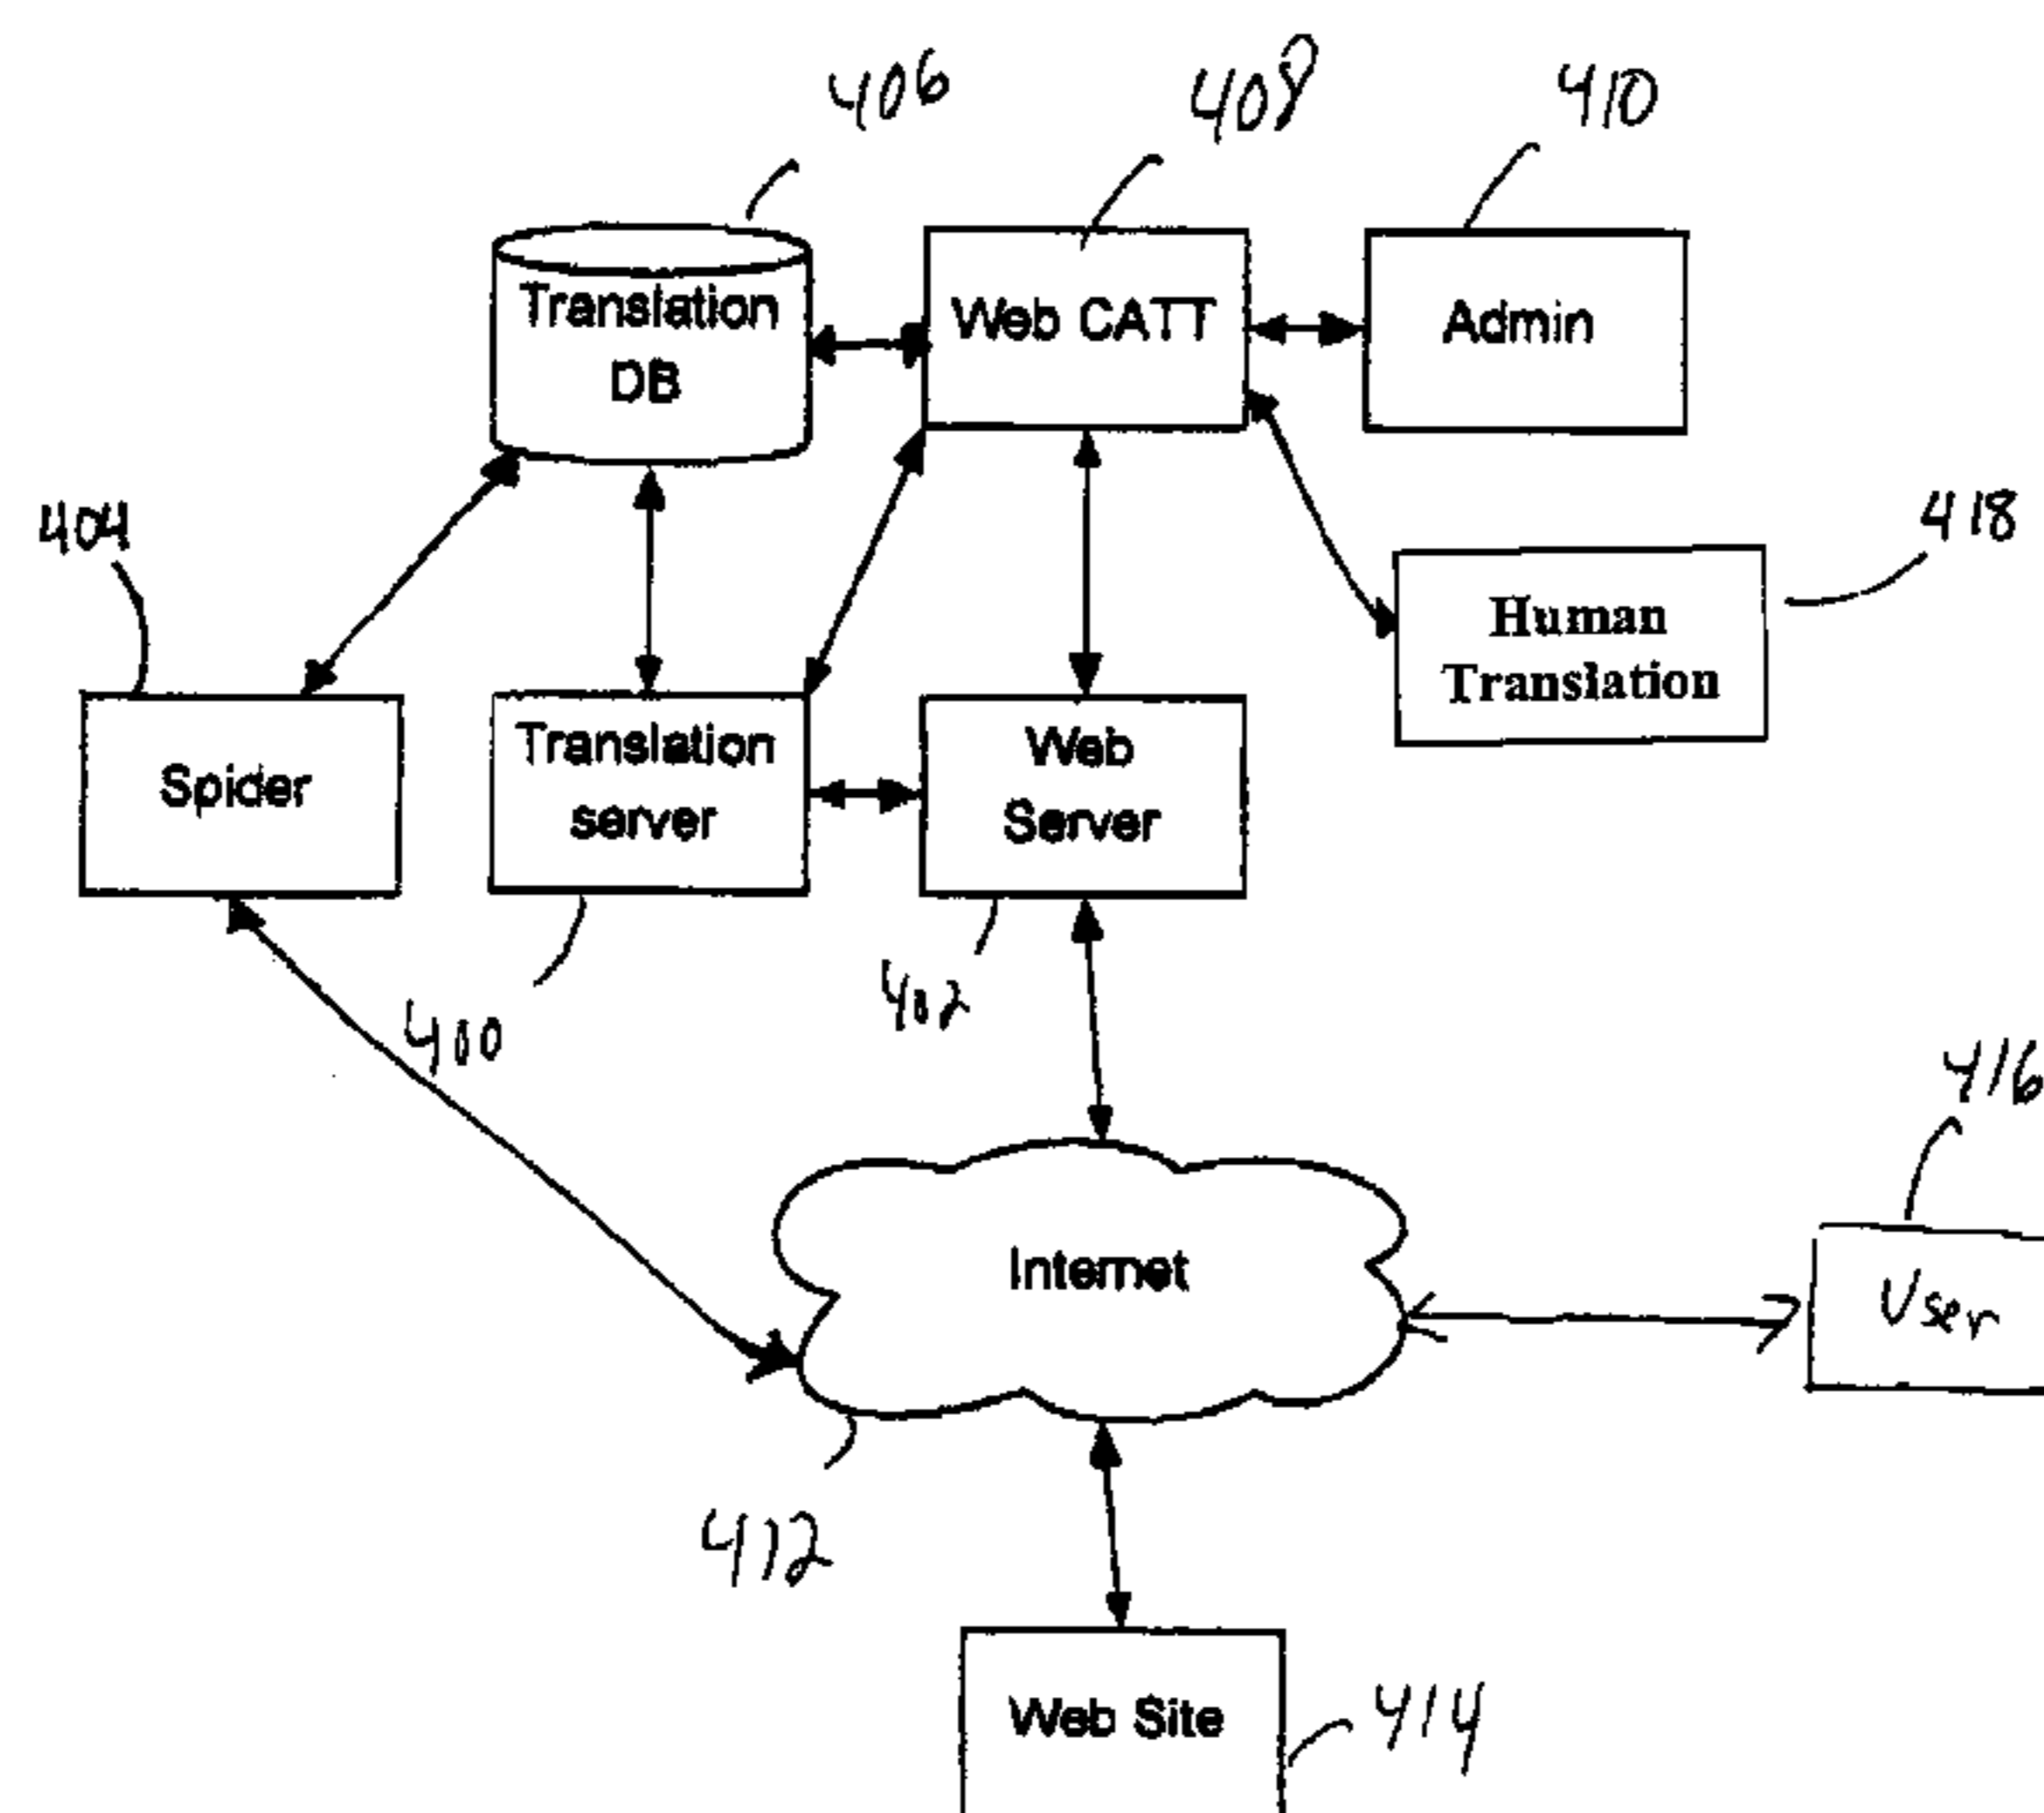 406
408
410
Translation
DB
Web CATT
Admin
404
418
Human
Translation
Spider
Translation
server
Web
Server
400
402
416
Internet
User
412
Web Site
414